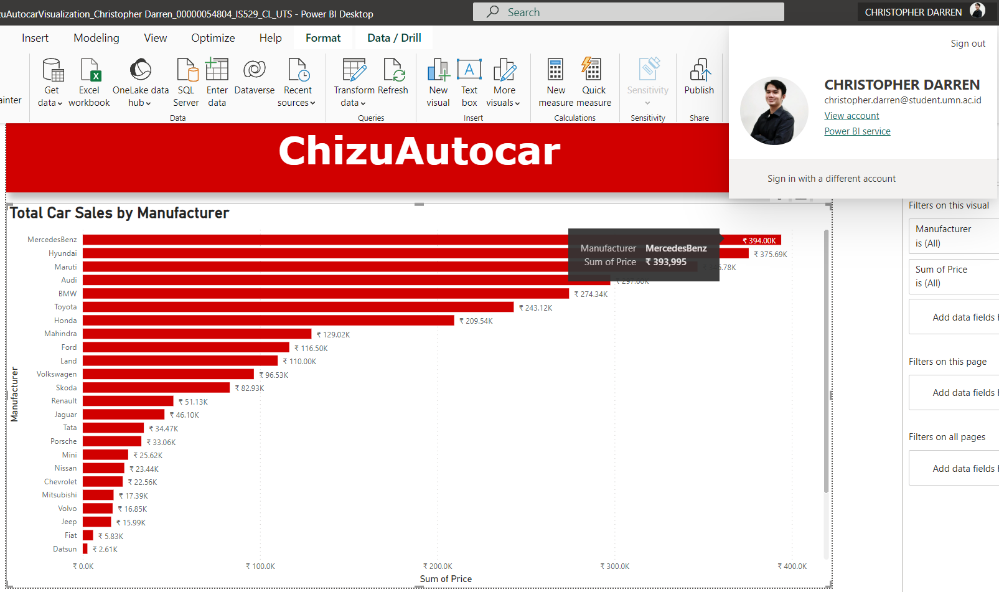 zuAutocarVisualization_Christopher Darren_00000054804_IS529_CL_UTS - Power BI Desktop
Search
CHRISTOPHER DARREN
Insert Modeling View Optimize Help Format Data / Drill
Sign out
ainter
Get data
Excel workbook
OneLake data hub
SQL Server
Enter data
Dataverse
Recent sources
Transform data
Refresh
New visual
Text box
More visuals
New measure
Quick measure
Sensitivity
Publish
Data
Queries
Insert
Calculations
Sensitivity
Share
CHRISTOPHER DARREN
christopher.darren@student.umn.ac.id
View account
Power BI service
Sign in with a different account
ChizuAutocar
Total Car Sales by Manufacturer
Manufacturer
MercedesBenz ₹ 394.00K
Hyundai ₹ 375.69K
Maruti 6.78K
Audi ₹ 297.60K
BMW ₹ 274.34K
Toyota ₹ 243.12K
Honda ₹ 209.54K
Mahindra ₹ 129.02K
Ford ₹ 116.50K
Land ₹ 110.00K
Volkswagen ₹ 96.53K
Skoda ₹ 82.93K
Renault ₹ 51.13K
Jaguar ₹ 46.10K
Tata ₹ 34.47K
Porsche ₹ 33.06K
Mini ₹ 25.62K
Nissan ₹ 23.44K
Chevrolet ₹ 22.56K
Mitsubishi ₹ 17.39K
Volvo ₹ 16.85K
Jeep ₹ 15.99K
Fiat ₹ 5.83K
Datsun ₹ 2.61K
Manufacturer MercedesBenz
Sum of Price ₹ 393,995
₹ 0.0K ₹ 100.0K ₹ 200.0K ₹ 300.0K ₹ 400.0K
Sum of Price
Filters on this visual
Manufacturer
is (All)
Sum of Price
is (All)
Add data fields
Filters on this page
Add data fields
Filters on all pages
Add data fields